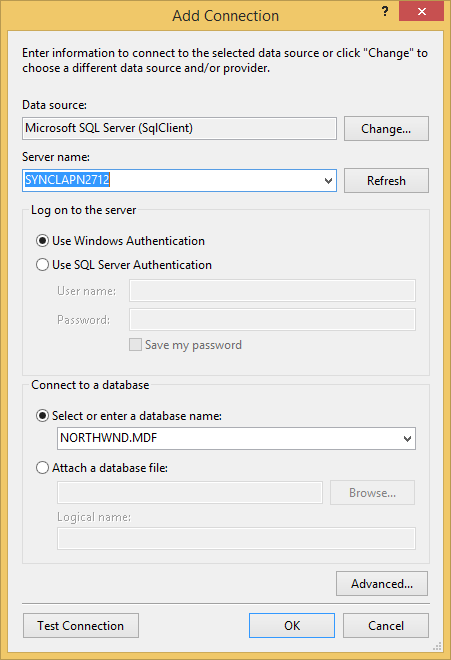 Add Connection
?
Enter information to connect to the selected data source or click "Change" to
choose a different data source and/or provider.
Data source:
Microsoft SQL Server (SqlClient)
Change...
Server name:
SYNCLAPN2712
Refresh
Log on to the server
Use Windows Authentication
Use SQL Server Authentication
User name:
Password:
Save my password
Connect to a database
Select or enter a database name:
NORTHWND.MDF
Attach a database file:
Browse...
Logical name:
Advanced...
Test Connection
OK
Cancel